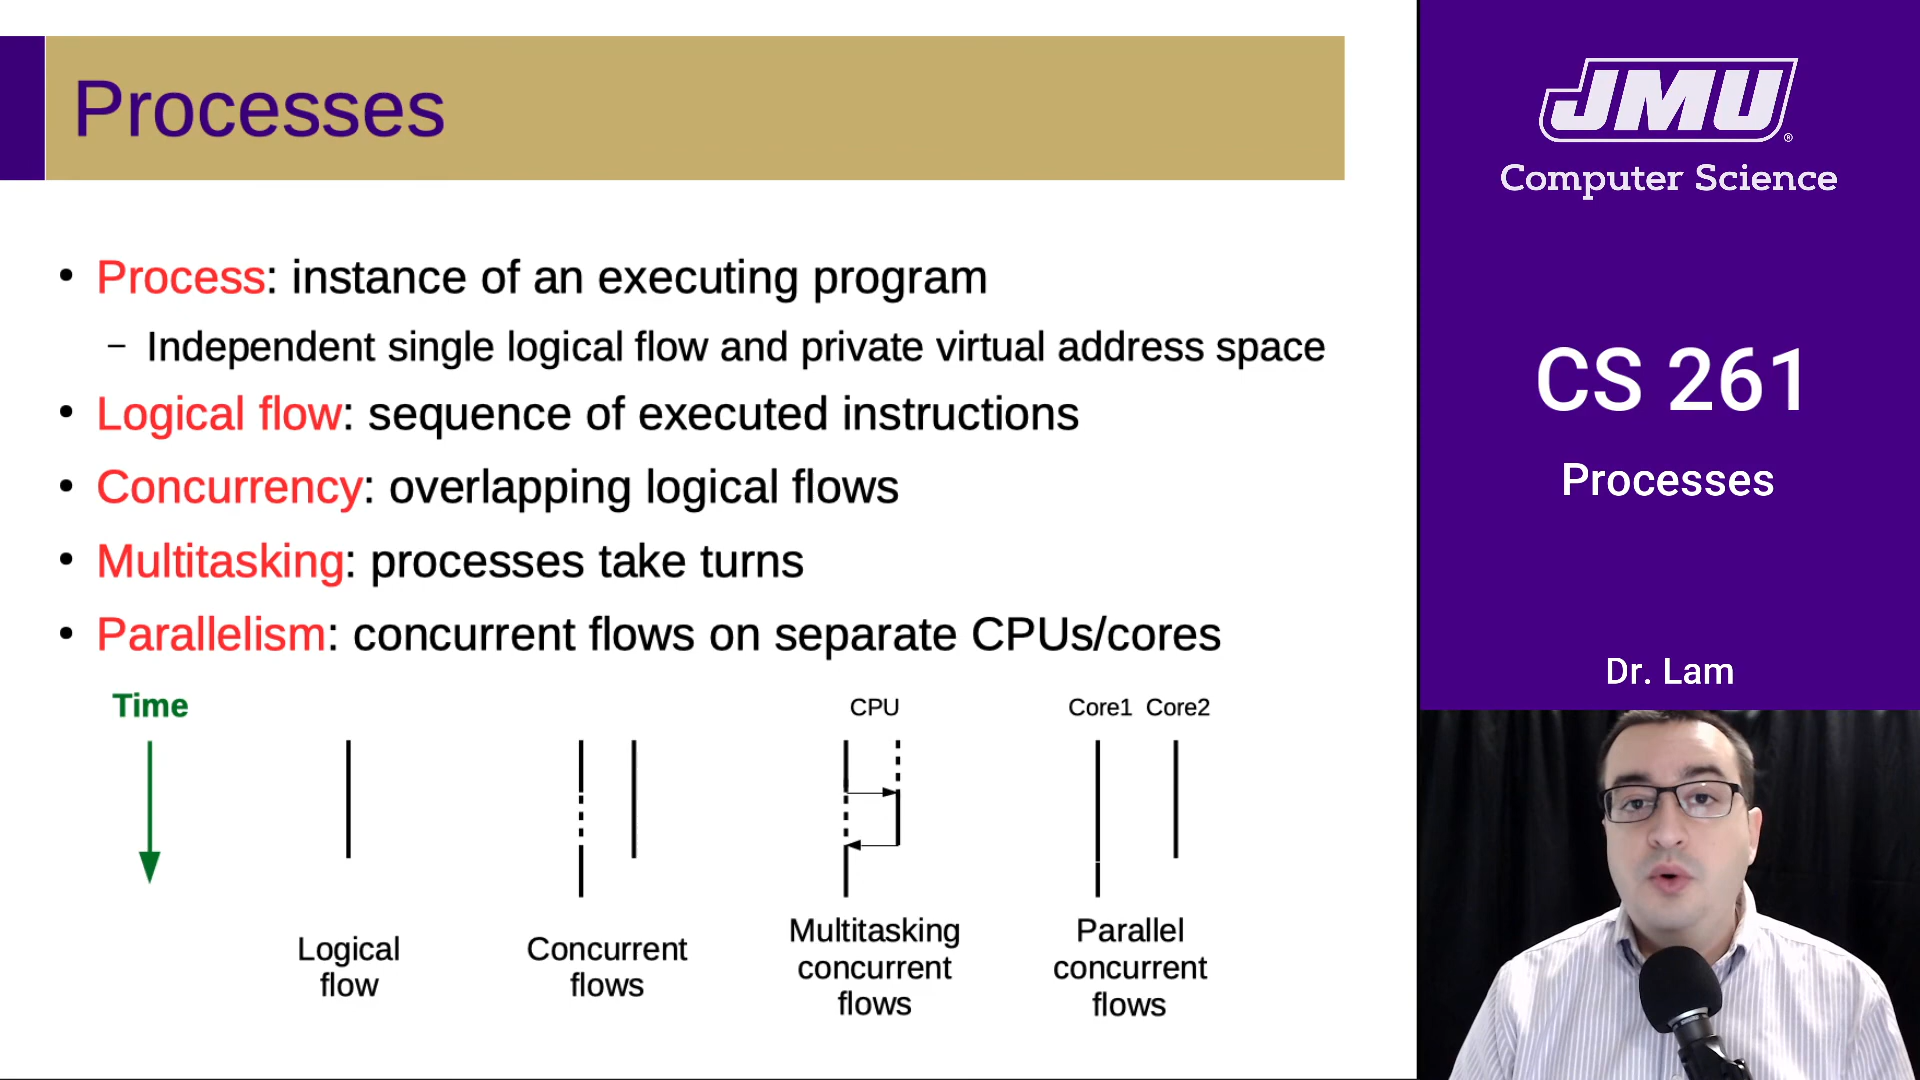 Processes
• Process: instance of an executing program
– Independent single logical flow and private virtual address space
• Logical flow: sequence of executed instructions
• Concurrency: overlapping logical flows
• Multitasking: processes take turns
• Parallelism: concurrent flows on separate CPUs/cores
Time
CPU
Core1 Core2
Logical
flow
Concurrent
flows
Multitasking
concurrent
flows
Parallel
concurrent
flows
JMU®
Computer Science
CS 261
Processes
Dr. Lam